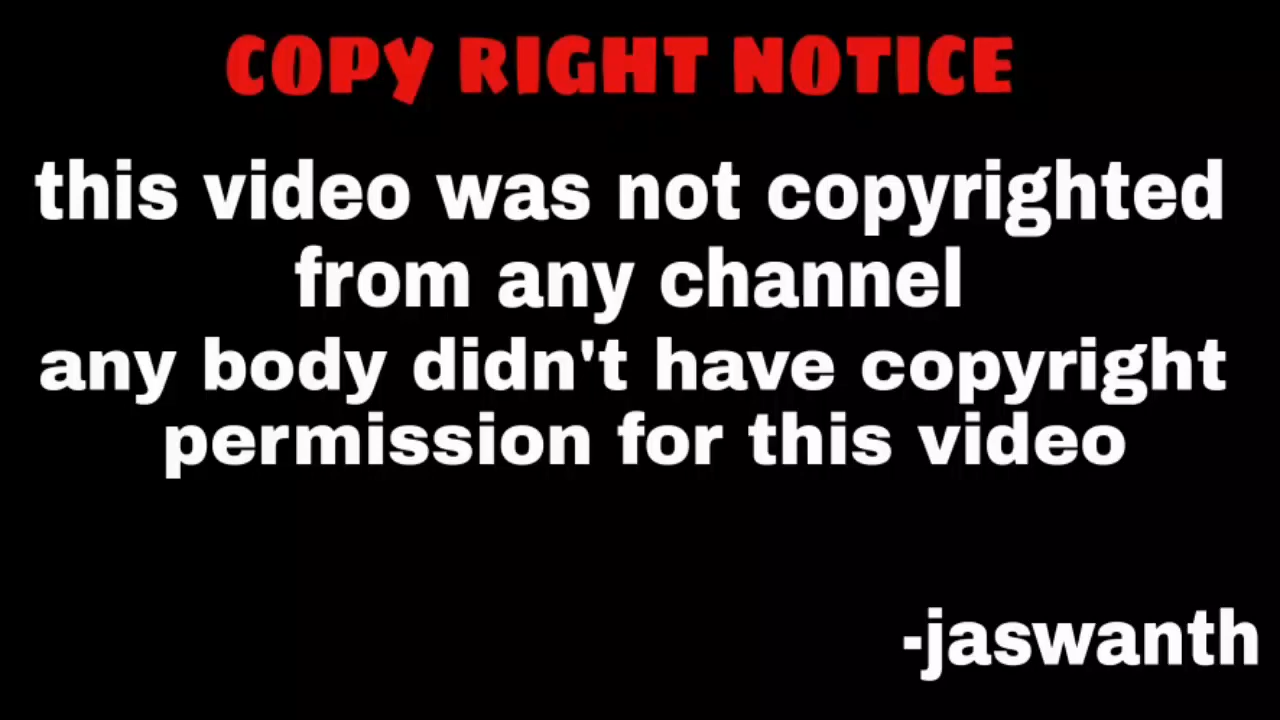 COPY RIGHT NOTICE
this video was not copyrighted
from any channel
any body didn't have copyright
permission for this video
-jaswanth